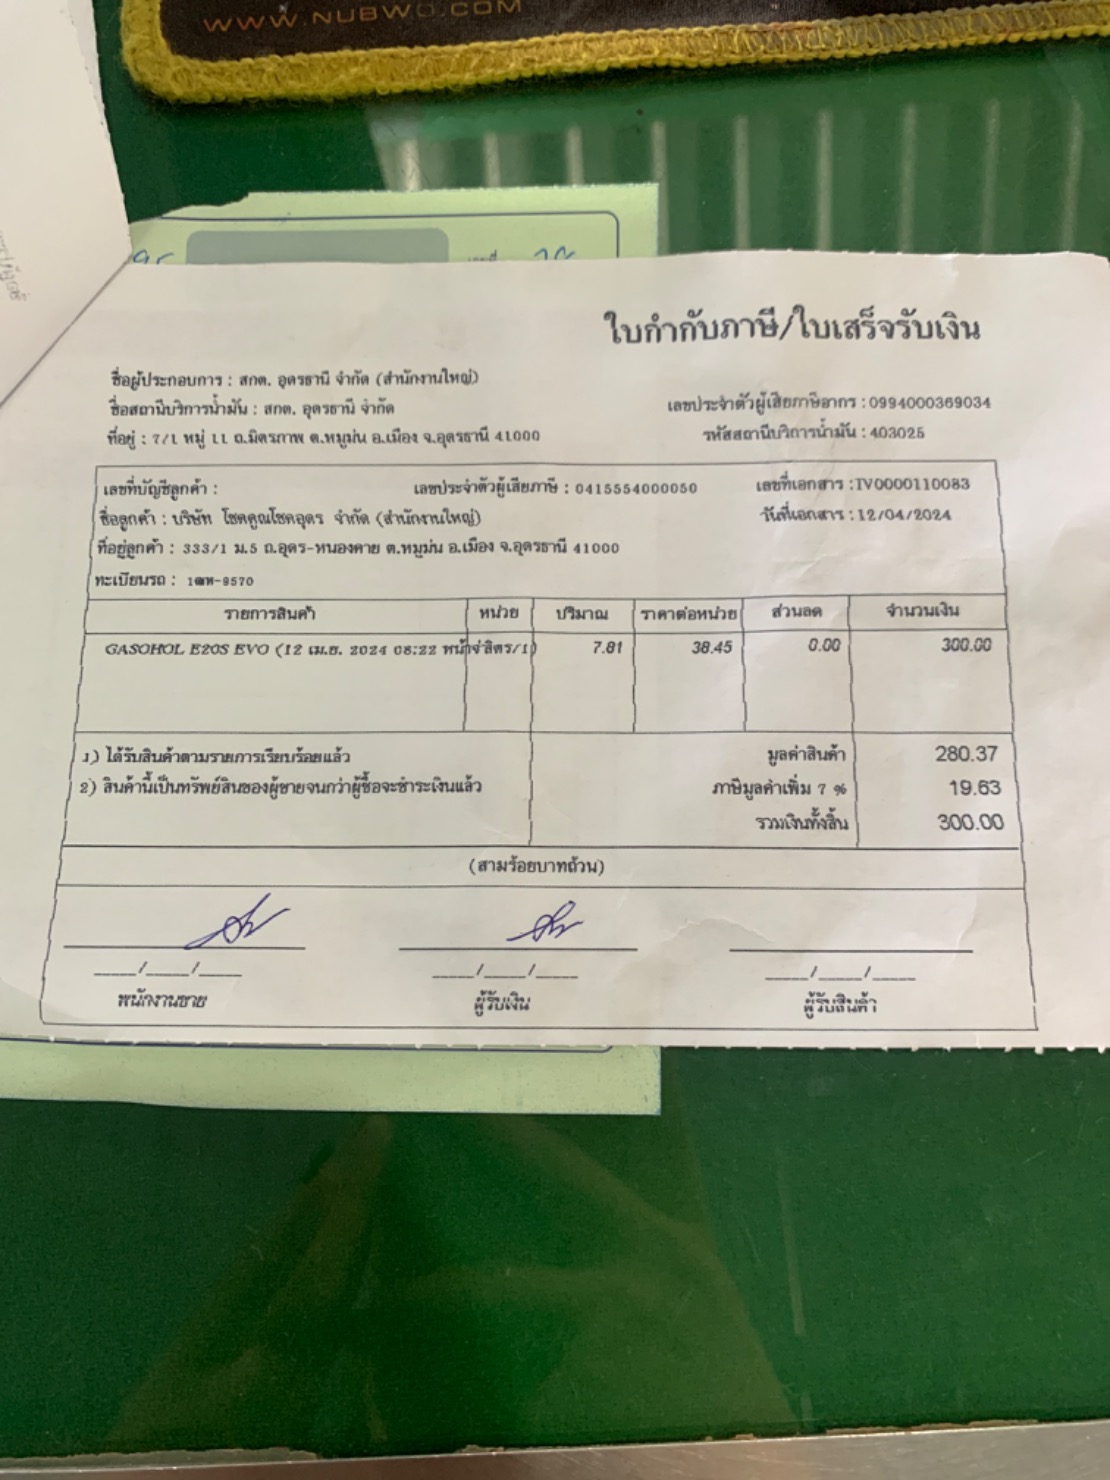 WWW.NUBWO.COM
ใบกำกับภาษี/ใบเสร็จรับเงิน
ชื่อผู้ประกอบการ : สกต. อุดรธานี จำกัด (สำนักงานใหญ่)
ชื่อสถานีบริการน้ำมัน : สกต. อุดรธานี จำกัด
เลขประจำตัวผู้เสียภาษีอากร : 0994000369034
ที่อยู่ : 7/1 หมู่ 11 ถ.มิตรภาพ ต.หมูม่น อ.เมือง จ.อุดรธานี 41000
รหัสสถานีบริการน้ำมัน : 403025
เลขที่บัญชีลูกค้า : เลขประจำตัวผู้เสียภาษี : 0415554000050 เลขที่เอกสาร : IV0000110083
ชื่อลูกค้า : บริษัท โชคคูณโชคอุดร จำกัด (สำนักงานใหญ่) วันที่เอกสาร : 12/04/2024
ที่อยู่ลูกค้า : 333/1 ม.5 ถ.อุดร-หนองคาย ต.หมูม่น อ.เมือง จ.อุดรธานี 41000
ทะเบียนรถ :
รายการสินค้า หน่วย ปริมาณ ราคาต่อหน่วย ส่วนลด จำนวนเงิน
GASOHOL E20S EVO (12 เม.ย. 2024 08:22 ลิตร 7.81 38.45 0.00 300.00
1) ได้รับสินค้าตามรายการเรียบร้อยแล้ว มูลค่าสินค้า 280.37
2) สินค้านี้เป็นทรัพย์สินของผู้ขายจนกว่าผู้ซื้อจะชำระเงินแล้ว ภาษีมูลค่าเพิ่ม 7 % 19.63
รวมเงินทั้งสิ้น 300.00
(สามร้อยบาทถ้วน)
____/____/____ ____/____/____ ____/____/____
พนักงานขาย ผู้รับเงิน ผู้รับสินค้า